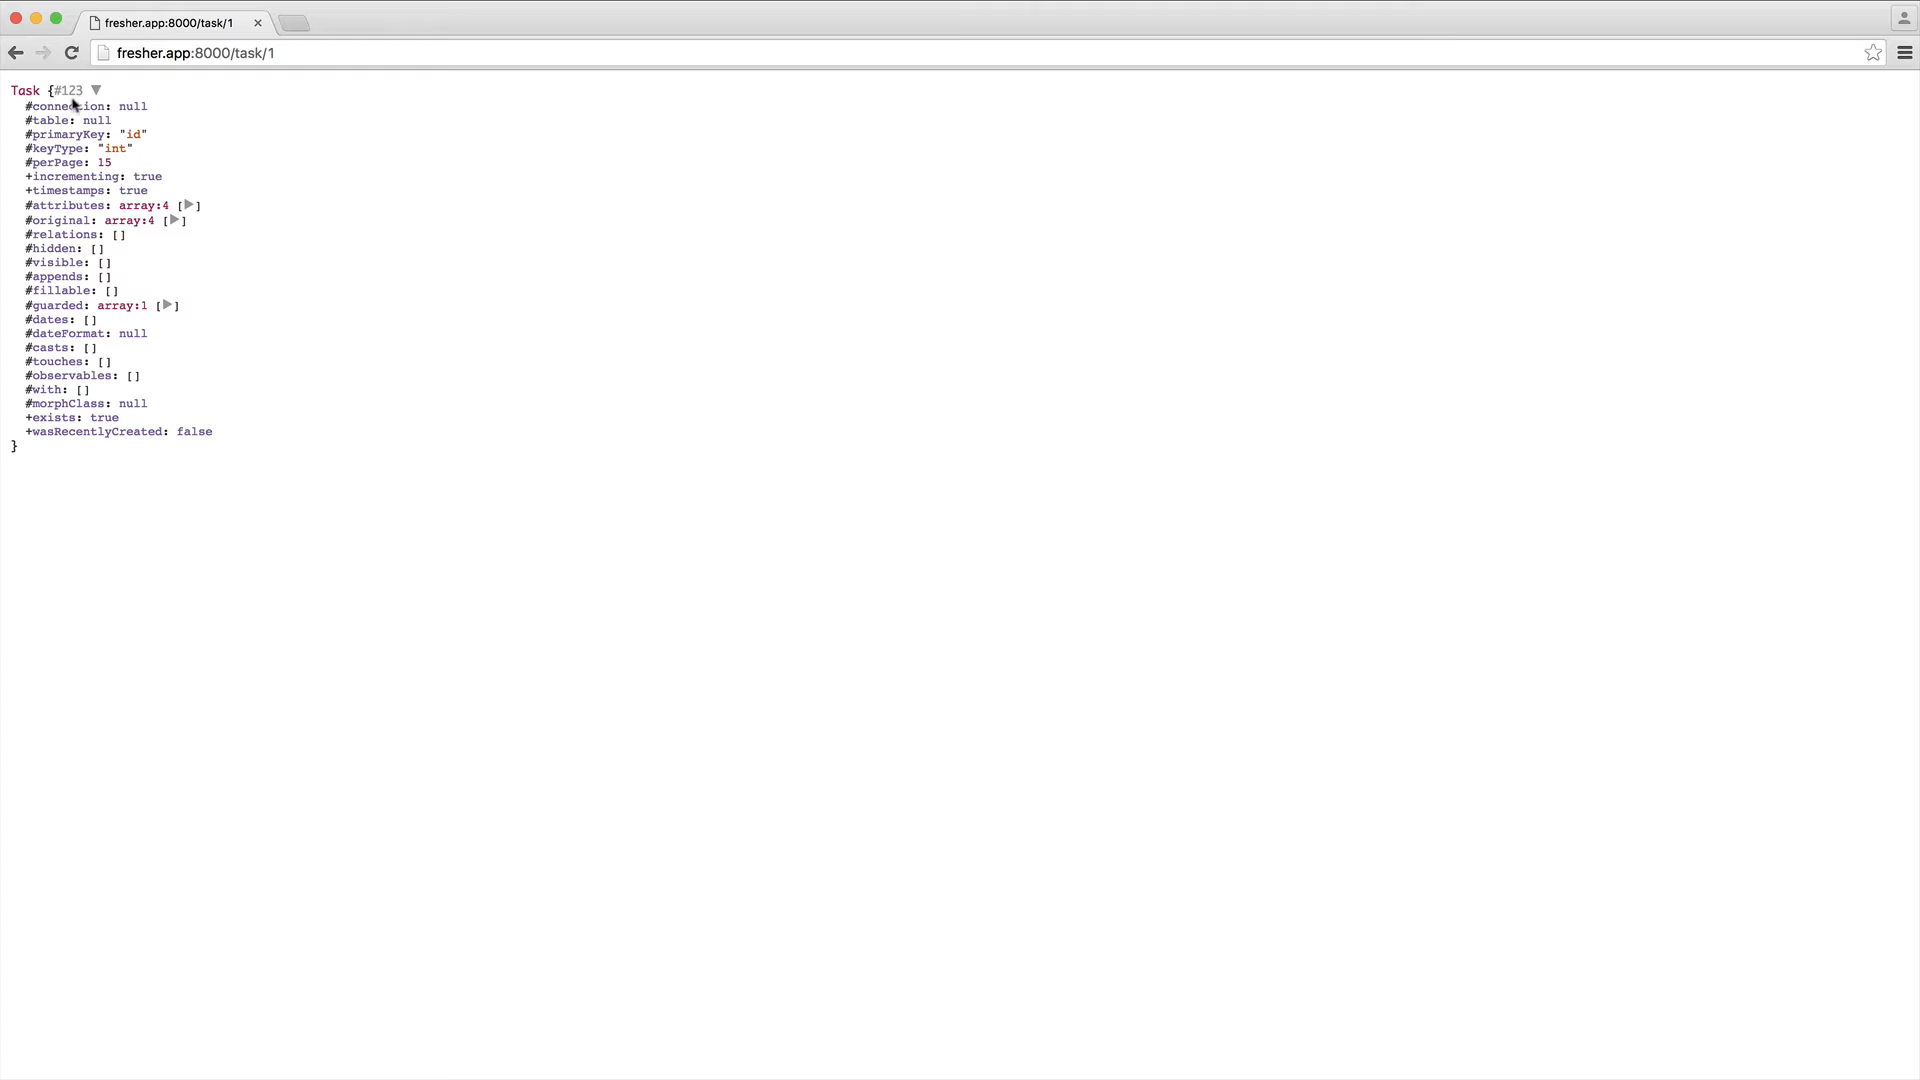 fresher.app:8000/task/1
fresher.app:8000/task/1
Task {#123 ▼
#connection: null
#table: null
#primaryKey: "id"
#keyType: "int"
#perPage: 15
+incrementing: true
+timestamps: true
#attributes: array:4 [▶]
#original: array:4 [▶]
#relations: []
#hidden: []
#visible: []
#appends: []
#fillable: []
#guarded: array:1 [▶]
#dates: []
#dateFormat: null
#casts: []
#touches: []
#observables: []
#with: []
#morphClass: null
+exists: true
+wasRecentlyCreated: false
}